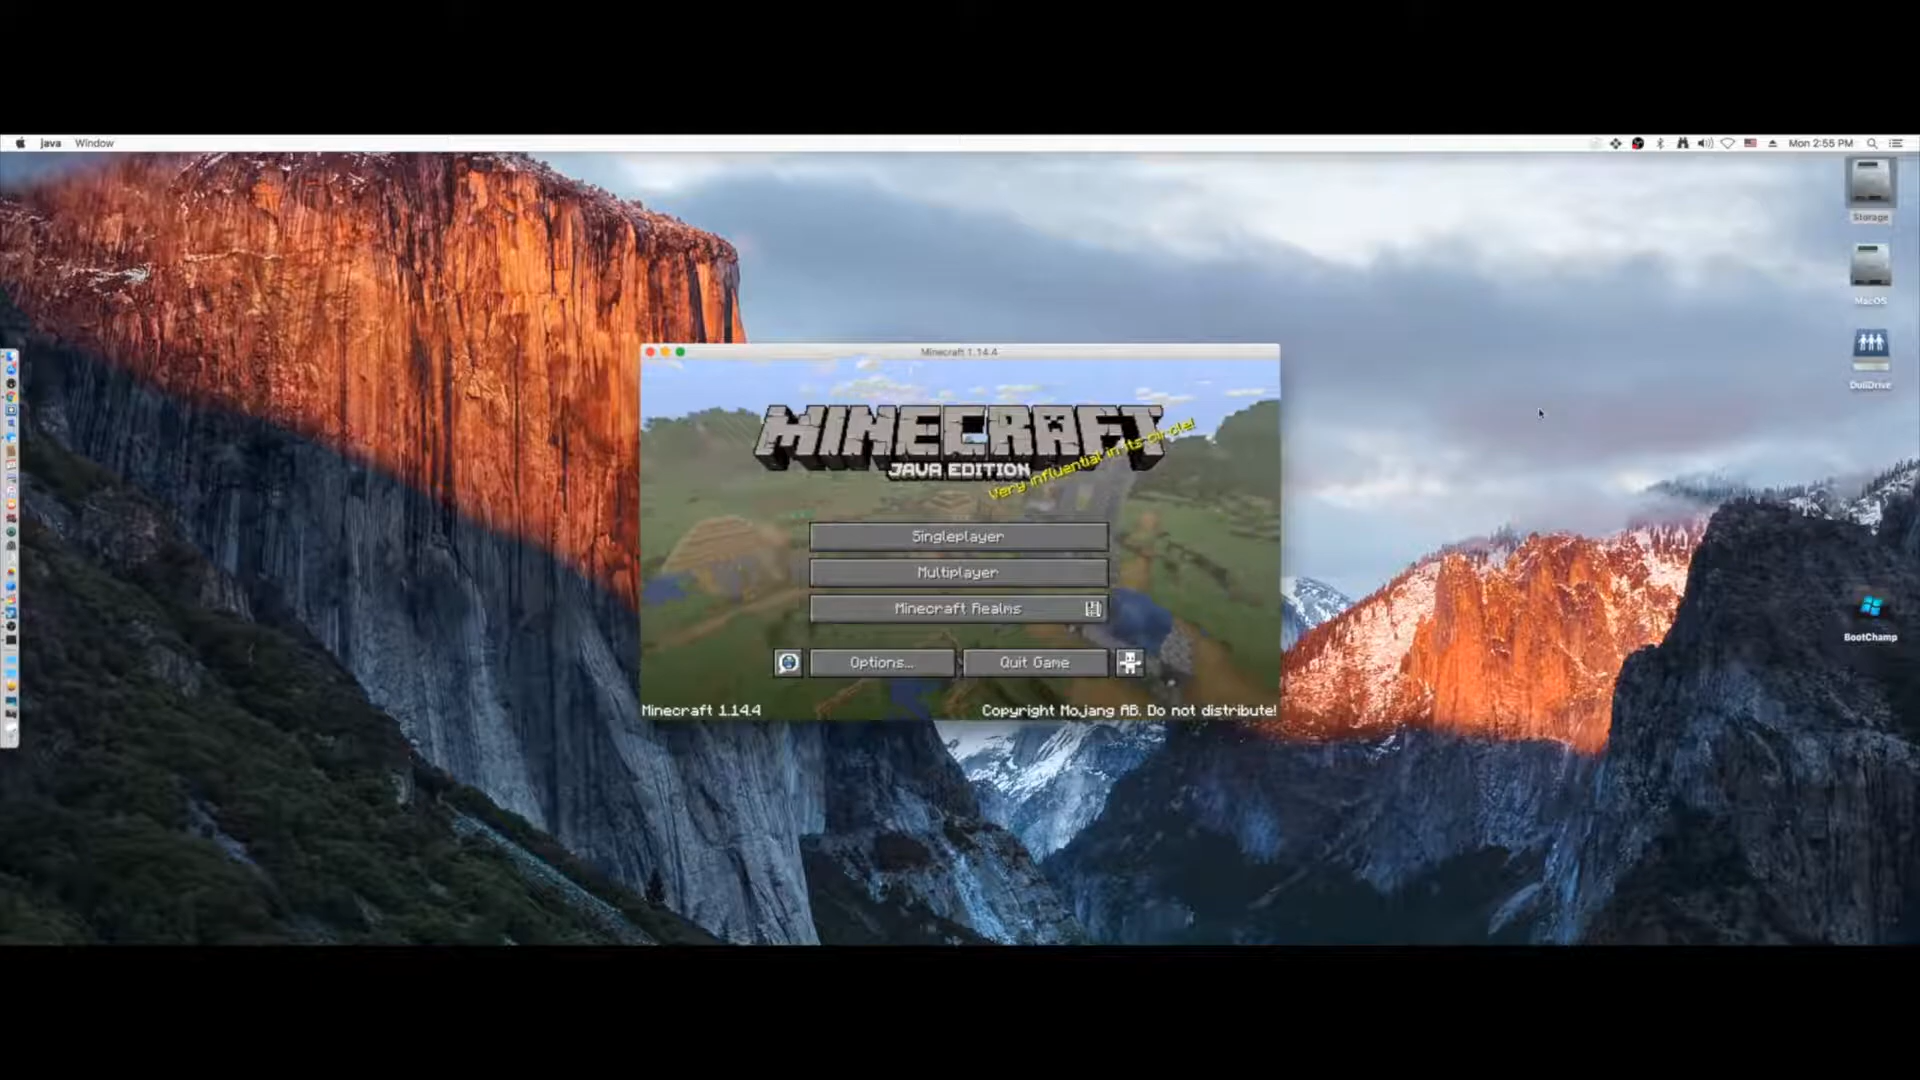 Java Window Mon 2:55 PM
Storage
MacOS
DollDrive
BootChamp
Minecraft 1.14.4
MINECRAFT
JAVA EDITION
Very influential in its circle!
Singleplayer
Multiplayer
Minecraft Realms
Options...
Quit Game
Minecraft 1.14.4
Copyright Mojang AB. Do not distribute!